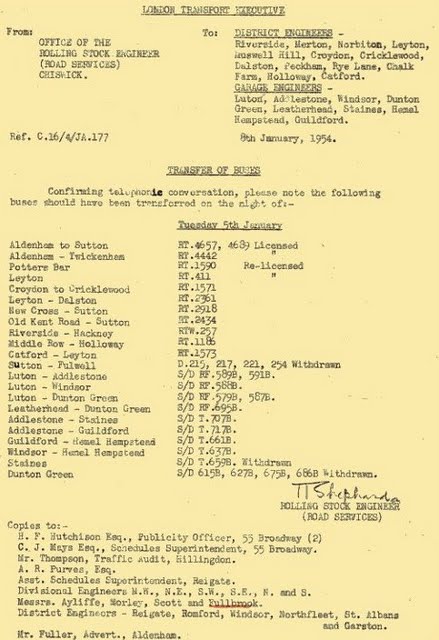 LONDON TRANSPORT EXECUTIVE
From:
OFFICE OF THE
ROLLING STOCK ENGINEER
(ROAD SERVICES)
CHISWICK.
To:
DISTRICT ENGINEERS -
Riverside, Merton, Norbiton, Leyton,
Muswell Hill, Croydon, Cricklewood,
Dalston, Peckham, Rye Lane, Chalk
Farm, Holloway, Catford.
GARAGE ENGINEERS -
Luton, Addlestone, Windsor, Dunton
Green, Leatherhead, Staines, Hemel
Hempstead, Guildford.
Ref. C.16/4/JA.177
8th January, 1954.
TRANSFER OF BUSES
Confirming telephonic conversation, please note the following
buses should have been transferred on the night of:-
Tuesday 5th January
Aldenham to Sutton RT.4657, 4689 Licensed
Aldenham - Twickenham RT.4442 "
Potters Bar RT.1590 Re-licensed
Leyton RT.411 "
Croydon to Cricklewood RT.1571
Leyton - Dalston RT.2361
New Cross - Sutton RT.2918
Old Kent Road - Sutton RT.2434
Riverside - Hackney RTW.257
Middle Row - Holloway RT.1186
Catford - Leyton RT.1573
Sutton - Fulwell D.215, 217, 221, 254 Withdrawn
Luton - Addlestone S/D RF.589B, 591B.
Luton - Windsor S/D RF.588B.
Luton - Dunton Green S/D RF.579B, 587B.
Leatherhead - Dunton Green S/D RF.695B.
Addlestone - Staines S/D T.707B.
Addlestone - Guildford S/D T.717B.
Guildford - Hemel Hempstead S/D T.661B.
Windsor - Hemel Hempstead S/D T.637B.
Staines S/D T.659B. Withdrawn
Dunton Green S/D 615B, 627B, 675B, 686B Withdrawn.
TT Shephard
ROLLING STOCK ENGINEER
(ROAD SERVICES)
Copies to:-
H. F. Hutchison Esq., Publicity Officer, 55 Broadway (2)
C. J. Mays Esq., Schedules Superintendent, 55 Broadway.
Mr. Thompson, Traffic Audit, Hillingdon.
A. R. Purves, Esq.
Asst. Schedules Superintendent, Reigate.
Divisional Engineers M.W., N.E., S.W., S.E., N. and S.
Messrs. Ayliffe, Morley, Scott and Fullbrook.
District Engineers - Reigate, Romford, Windsor, Northfleet, St. Albans
and Garston.
Mr. Fuller, Advert., Aldenham.